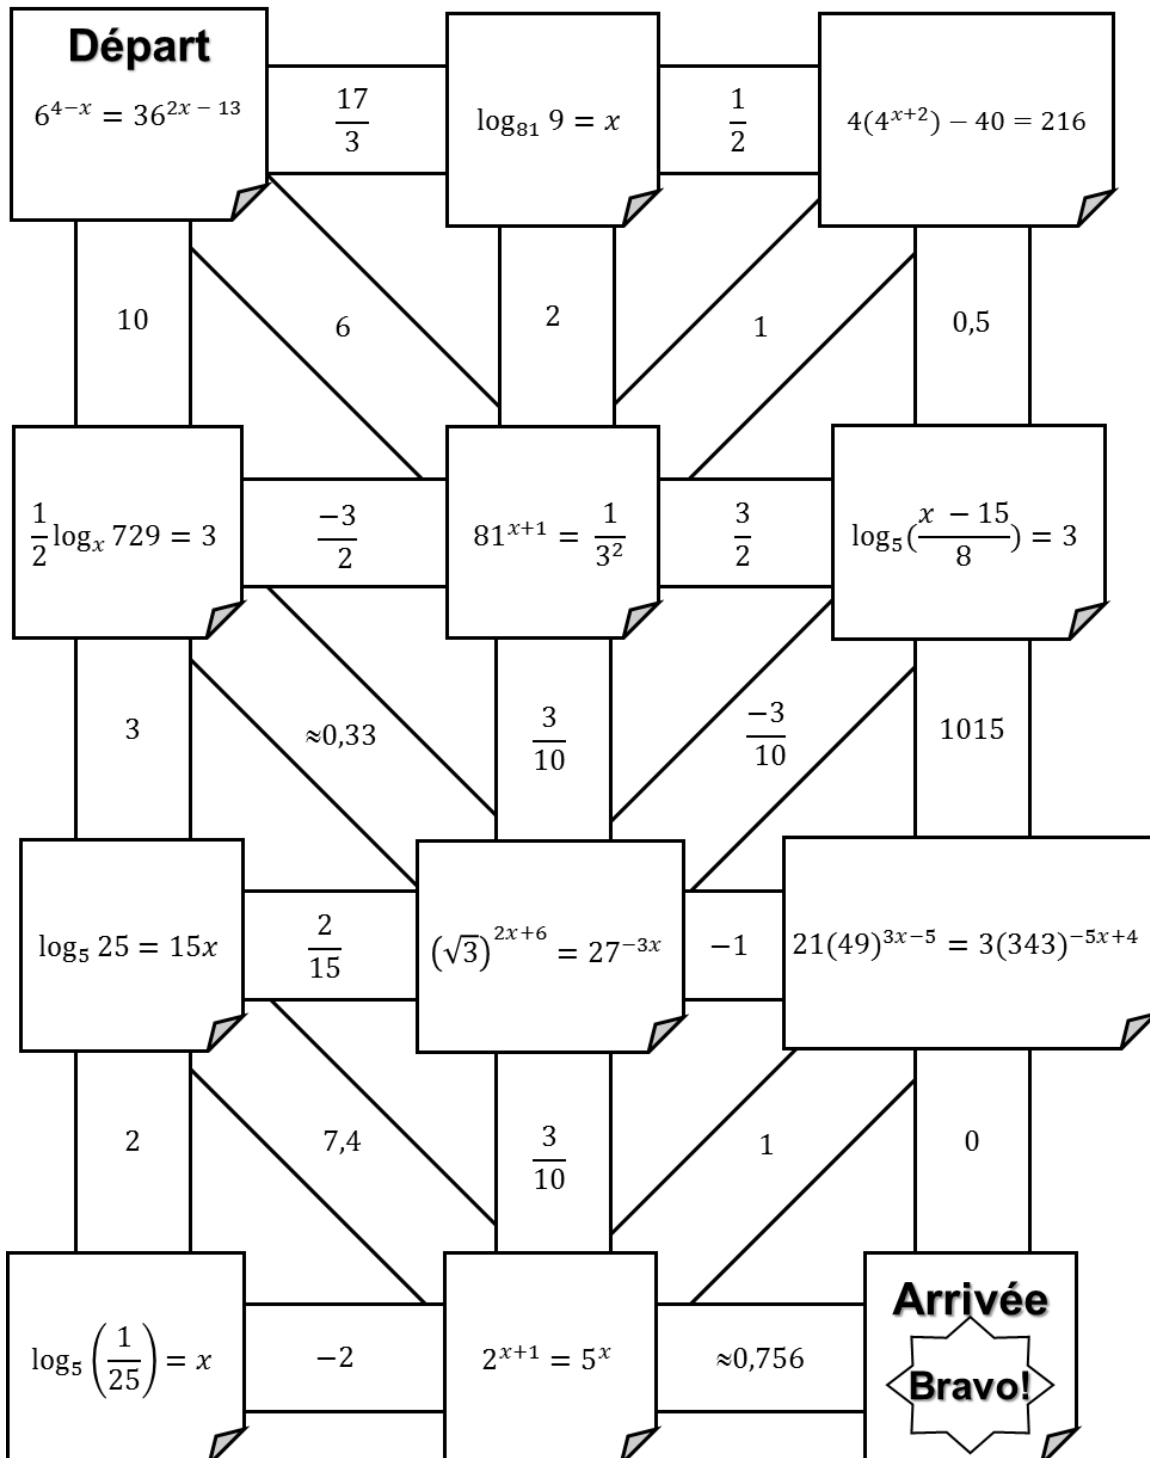 Départ
6^{4−x} = 36^{2x − 13}
17/3
log₈₁ 9 = x
1/2
4(4^{x+2}) − 40 = 216
10
6
2
1
0,5
1/2 logₓ 729 = 3
−3/2
81^{x+1} = 1/3²
3/2
log₅(x − 15/8) = 3
3
≈0,33
3/10
−3/10
1015
log₅ 25 = 15x
2/15
(√3)^{2x+6} = 27^{−3x}
−1
21(49)^{3x−5} = 3(343)^{−5x+4}
2
7,4
3/10
1
0
log₅ (1/25) = x
−2
2^{x+1} = 5^x
≈0,756
Arrivée
Bravo!